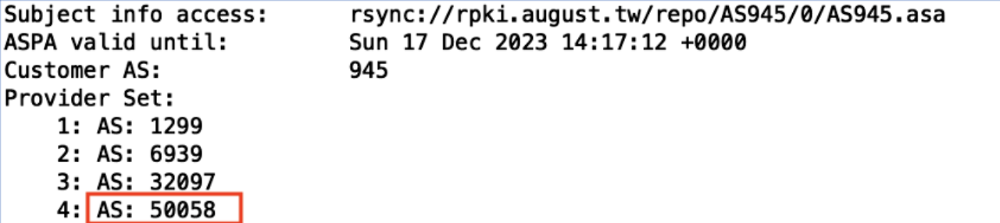 Subject info access: rsync://rpki.august.tw/repo/AS945/0/AS945.asa
ASPA valid until: Sun 17 Dec 2023 14:17:12 +0000
Customer AS: 945
Provider Set:
1: AS: 1299
2: AS: 6939
3: AS: 32097
4: AS: 50058